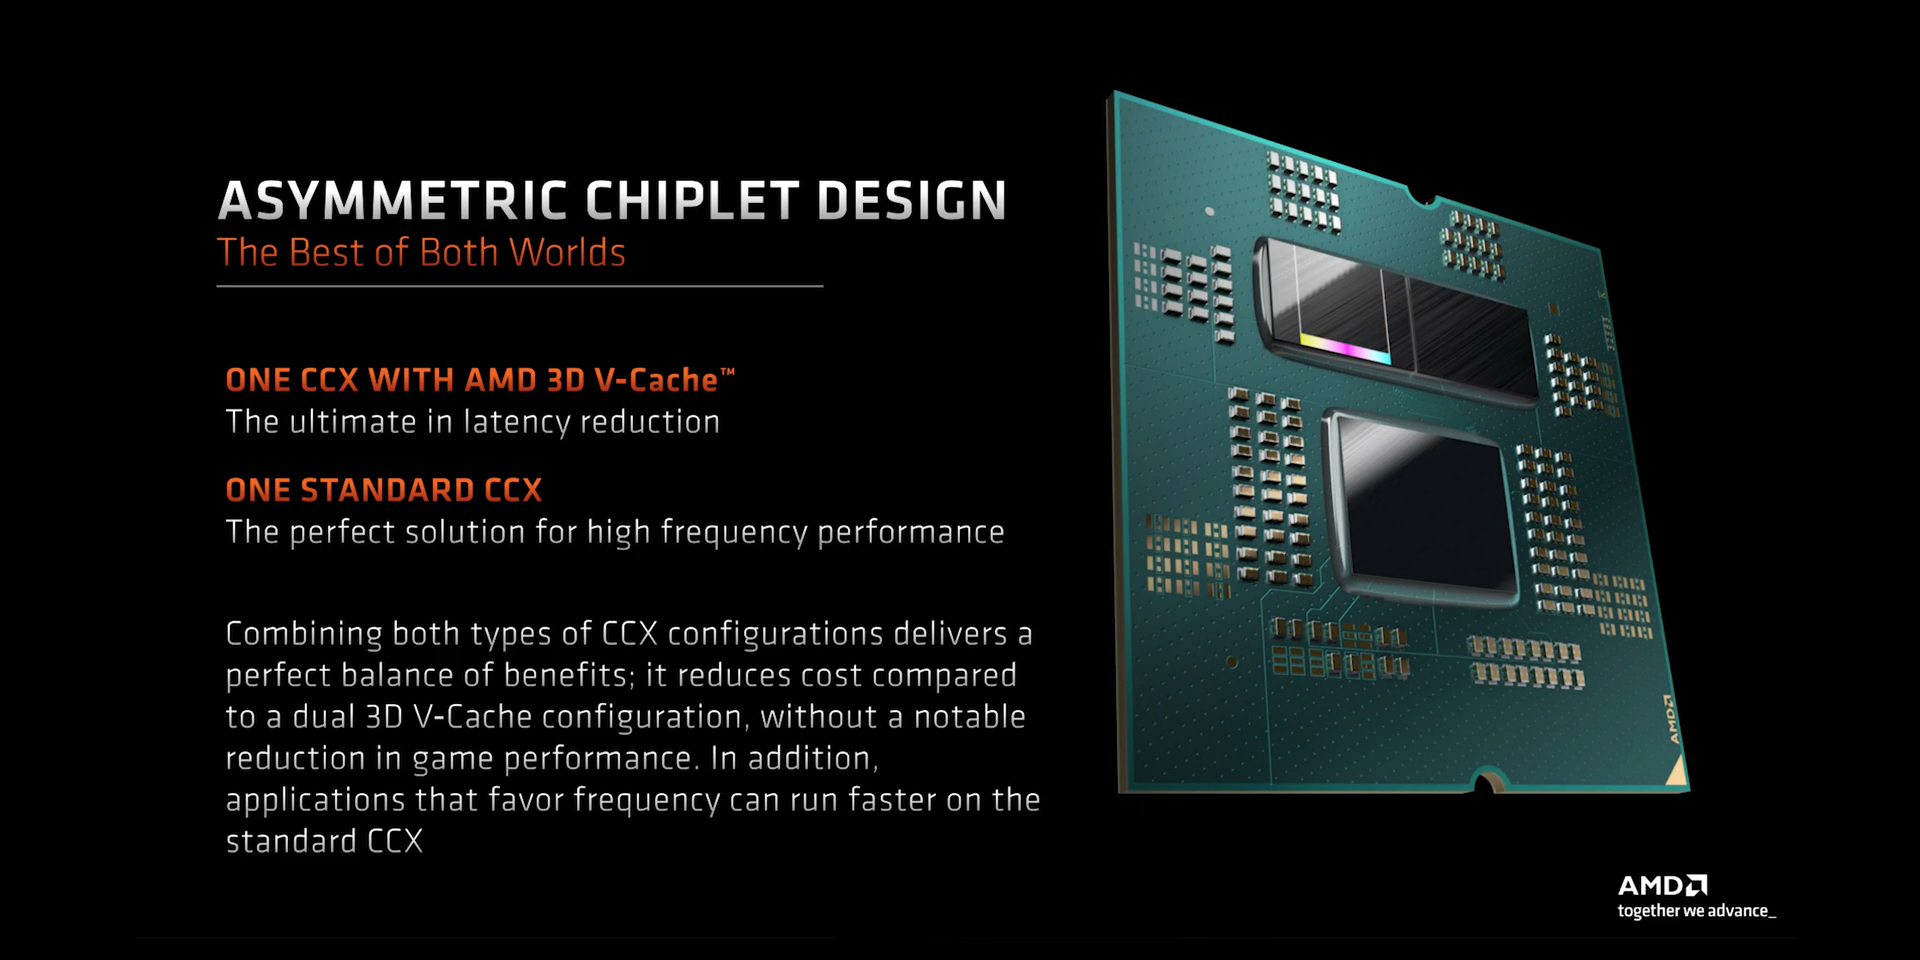 ASYMMETRIC CHIPLET DESIGN
The Best of Both Worlds
ONE CCX WITH AMD 3D V-Cache™
The ultimate in latency reduction
ONE STANDARD CCX
The perfect solution for high frequency performance
Combining both types of CCX configurations delivers a
perfect balance of benefits; it reduces cost compared
to a dual 3D V-Cache configuration, without a notable
reduction in game performance. In addition,
applications that favor frequency can run faster on the
standard CCX
AMD
AMD
together we advance_